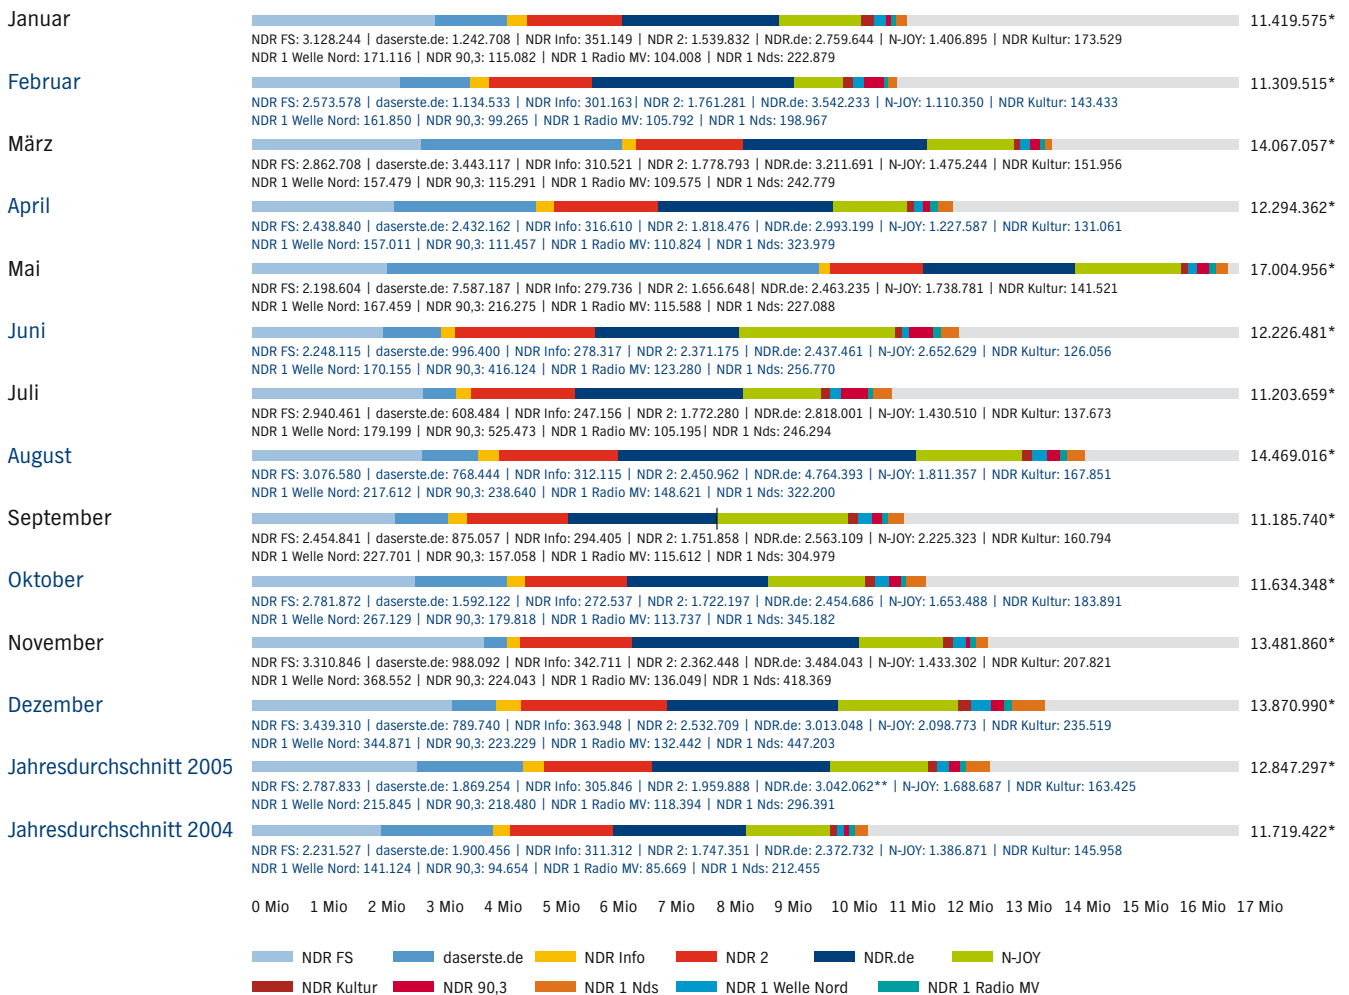 Januar 11.419.575*
NDR FS: 3.128.244 | daserste.de: 1.242.708 | NDR Info: 351.149 | NDR 2: 1.539.832 | NDR.de: 2.759.644 | N-JOY: 1.406.895 | NDR Kultur: 173.529
NDR 1 Welle Nord: 171.116 | NDR 90,3: 115.082 | NDR 1 Radio MV: 104.008 | NDR 1 Nds: 222.879
Februar 11.309.515*
NDR FS: 2.573.578 | daserste.de: 1.134.533 | NDR Info: 301.163| NDR 2: 1.761.281 | NDR.de: 3.542.233 | N-JOY: 1.110.350 | NDR Kultur: 143.433
NDR 1 Welle Nord: 161.850 | NDR 90,3: 99.265 | NDR 1 Radio MV: 105.792 | NDR 1 Nds: 198.967
März 14.067.057*
NDR FS: 2.862.708 | daserste.de: 3.443.117 | NDR Info: 310.521 | NDR 2: 1.778.793 | NDR.de: 3.211.691 | N-JOY: 1.475.244 | NDR Kultur: 151.956
NDR 1 Welle Nord: 157.479 | NDR 90,3: 115.291 | NDR 1 Radio MV: 109.575 | NDR 1 Nds: 242.779
April 12.294.362*
NDR FS: 2.438.840 | daserste.de: 2.432.162 | NDR Info: 316.610 | NDR 2: 1.818.476 | NDR.de: 2.993.199 | N-JOY: 1.227.587 | NDR Kultur: 131.061
NDR 1 Welle Nord: 157.011 | NDR 90,3: 111.457 | NDR 1 Radio MV: 110.824 | NDR 1 Nds: 323.979
Mai 17.004.956*
NDR FS: 2.198.604 | daserste.de: 7.587.187 | NDR Info: 279.736 | NDR 2: 1.656.648| NDR.de: 2.463.235 | N-JOY: 1.738.781 | NDR Kultur: 141.521
NDR 1 Welle Nord: 167.459 | NDR 90,3: 216.275 | NDR 1 Radio MV: 115.588 | NDR 1 Nds: 227.088
Juni 12.226.481*
NDR FS: 2.248.115 | daserste.de: 996.400 | NDR Info: 278.317 | NDR 2: 2.371.175 | NDR.de: 2.437.461 | N-JOY: 2.652.629 | NDR Kultur: 126.056
NDR 1 Welle Nord: 170.155 | NDR 90,3: 416.124 | NDR 1 Radio MV: 123.280 | NDR 1 Nds: 256.770
Juli 11.203.659*
NDR FS: 2.940.461 | daserste.de: 608.484 | NDR Info: 247.156 | NDR 2: 1.772.280 | NDR.de: 2.818.001 | N-JOY: 1.430.510 | NDR Kultur: 137.673
NDR 1 Welle Nord: 179.199 | NDR 90,3: 525.473 | NDR 1 Radio MV: 105.195| NDR 1 Nds: 246.294
August 14.469.016*
NDR FS: 3.076.580 | daserste.de: 768.444 | NDR Info: 312.115 | NDR 2: 2.450.962 | NDR.de: 4.764.393 | N-JOY: 1.811.357 | NDR Kultur: 167.851
NDR 1 Welle Nord: 217.612 | NDR 90,3: 238.640 | NDR 1 Radio MV: 148.621 | NDR 1 Nds: 322.200
September 11.185.740*
NDR FS: 2.454.841 | daserste.de: 875.057 | NDR Info: 294.405 | NDR 2: 1.751.858 | NDR.de: 2.563.109 | N-JOY: 2.225.323 | NDR Kultur: 160.794
NDR 1 Welle Nord: 227.701 | NDR 90,3: 157.058 | NDR 1 Radio MV: 115.612 | NDR 1 Nds: 304.979
Oktober 11.634.348*
NDR FS: 2.781.872 | daserste.de: 1.592.122 | NDR Info: 272.537 | NDR 2: 1.722.197 | NDR.de: 2.454.686 | N-JOY: 1.653.488 | NDR Kultur: 183.891
NDR 1 Welle Nord: 267.129 | NDR 90,3: 179.818 | NDR 1 Radio MV: 113.737 | NDR 1 Nds: 345.182
November 13.481.860*
NDR FS: 3.310.846 | daserste.de: 988.092 | NDR Info: 342.711 | NDR 2: 2.362.448 | NDR.de: 3.484.043 | N-JOY: 1.433.302 | NDR Kultur: 207.821
NDR 1 Welle Nord: 368.552 | NDR 90,3: 224.043 | NDR 1 Radio MV: 136.049| NDR 1 Nds: 418.369
Dezember 13.870.990*
NDR FS: 3.439.310 | daserste.de: 789.740 | NDR Info: 363.948 | NDR 2: 2.532.709 | NDR.de: 3.013.048 | N-JOY: 2.098.773 | NDR Kultur: 235.519
NDR 1 Welle Nord: 344.871 | NDR 90,3: 223.229 | NDR 1 Radio MV: 132.442 | NDR 1 Nds: 447.203
Jahresdurchschnitt 2005 12.847.297*
NDR FS: 2.787.833 | daserste.de: 1.869.254 | NDR Info: 305.846 | NDR 2: 1.959.888 | NDR.de: 3.042.062** | N-JOY: 1.688.687 | NDR Kultur: 163.425
NDR 1 Welle Nord: 215.845 | NDR 90,3: 218.480 | NDR 1 Radio MV: 118.394 | NDR 1 Nds: 296.391
Jahresdurchschnitt 2004 11.719.422*
NDR FS: 2.231.527 | daserste.de: 1.900.456 | NDR Info: 311.312 | NDR 2: 1.747.351 | NDR.de: 2.372.732 | N-JOY: 1.386.871 | NDR Kultur: 145.958
NDR 1 Welle Nord: 141.124 | NDR 90,3: 94.654 | NDR 1 Radio MV: 85.669 | NDR 1 Nds: 212.455
0 Mio 1 Mio 2 Mio 3 Mio 4 Mio 5 Mio 6 Mio 7 Mio 8 Mio 9 Mio 10 Mio 11 Mio 12 Mio 13 Mio 14 Mio 15 Mio 16 Mio 17 Mio
NDR FS daserste.de NDR Info NDR 2 NDR.de N-JOY
NDR Kultur NDR 90,3 NDR 1 Nds NDR 1 Welle Nord NDR 1 Radio MV